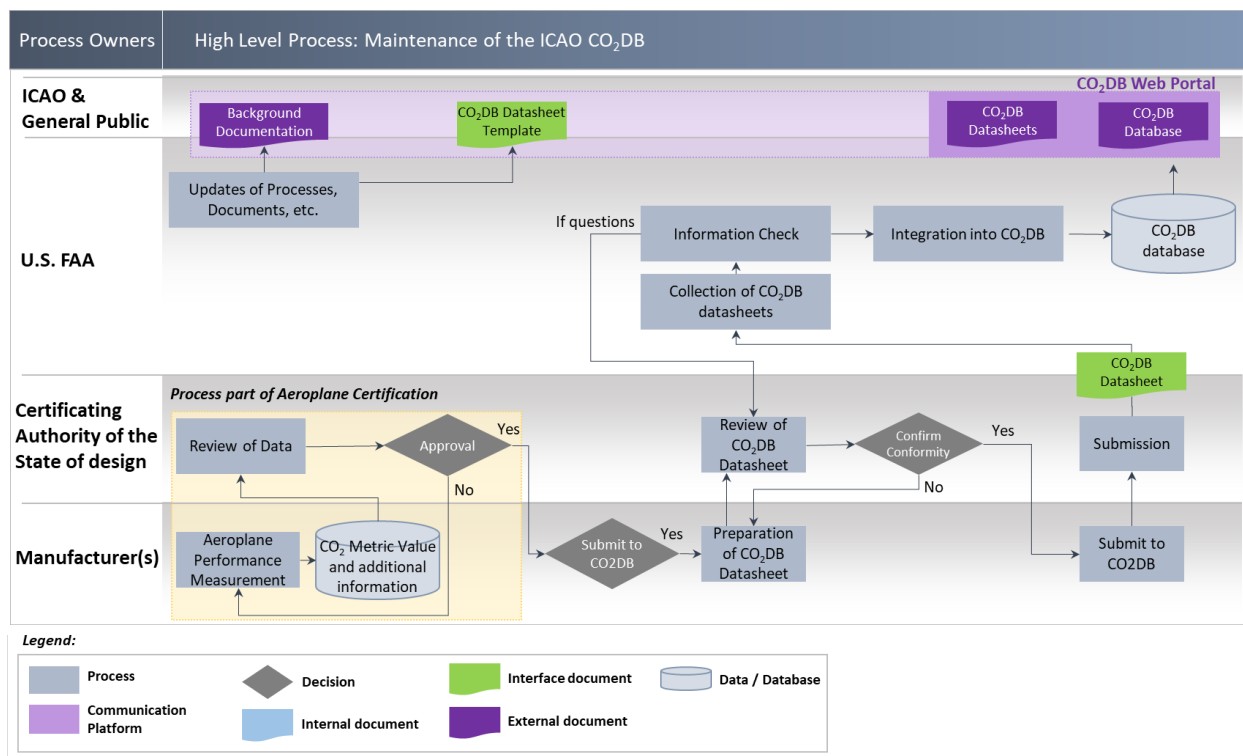 Process Owners
High Level Process: Maintenance of the ICAO CO₂DB
ICAO &
General Public
CO₂DB Web Portal
Background
Documentation
CO₂DB Datasheet
Template
CO₂DB
Datasheets
CO₂DB
Database
U.S. FAA
Updates of Processes,
Documents, etc.
If questions
Information Check
Integration into CO₂DB
CO₂DB
database
Collection of CO₂DB
datasheets
CO₂DB
Datasheet
Certificating
Authority of the
State of design
Process part of Aeroplane Certification
Review of Data
Approval
Yes
No
Review of
CO₂DB
Datasheet
Confirm
Conformity
Yes
No
Submission
Manufacturer(s)
Aeroplane
Performance
Measurement
CO₂ Metric Value
and additional
information
Submit to
CO2DB
Yes
Preparation
of CO₂DB
Datasheet
Submit to
CO2DB
Legend:
Process
Decision
Interface document
Data / Database
Communication
Platform
Internal document
External document